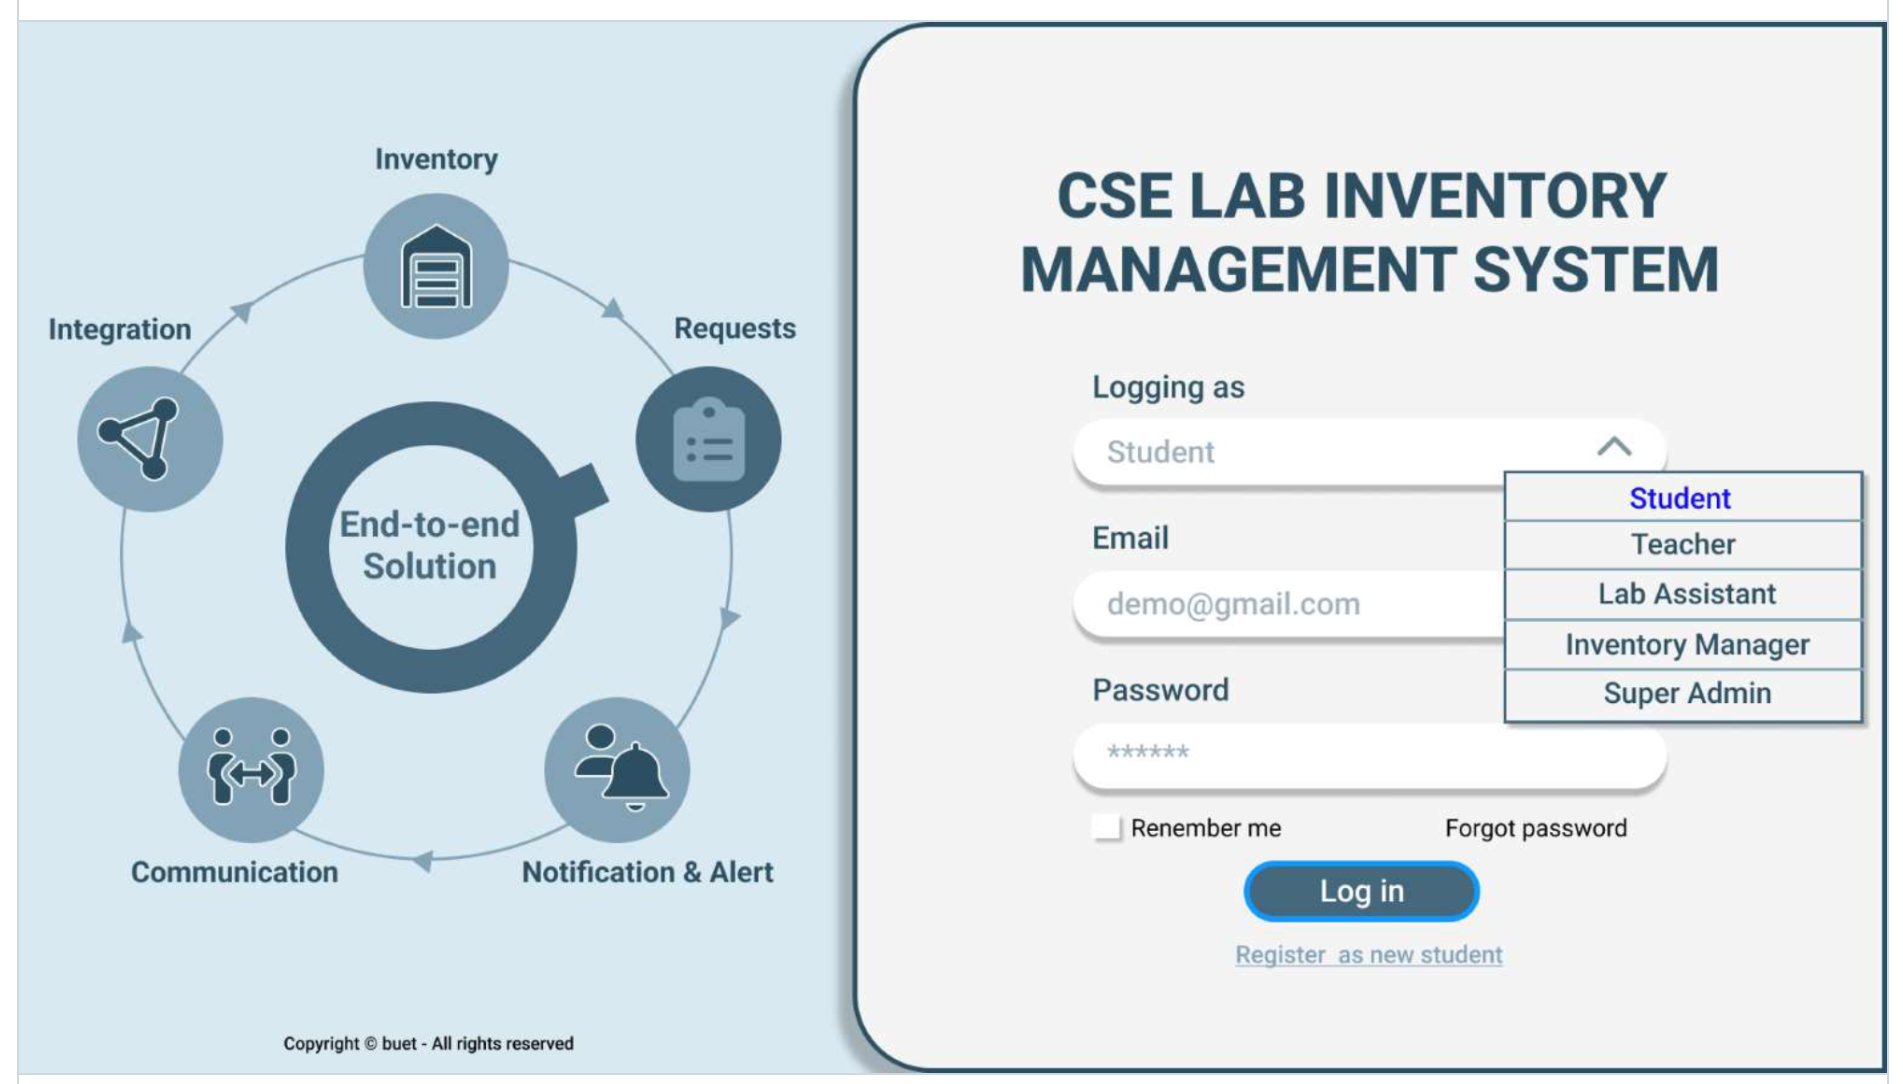 Inventory
Integration
Requests
End-to-end
Solution
Communication
Notification & Alert
Copyright © buet - All rights reserved
CSE LAB INVENTORY
MANAGEMENT SYSTEM
Logging as
Student
Student
Teacher
Lab Assistant
Inventory Manager
Super Admin
Email
demo@gmail.com
Password
******
Renember me
Forgot password
Log in
Register  as new student